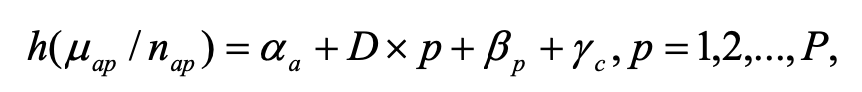 h(μ_ap / n_ap) = α_a + D × p + β_p + γ_c, p = 1,2,..., P,